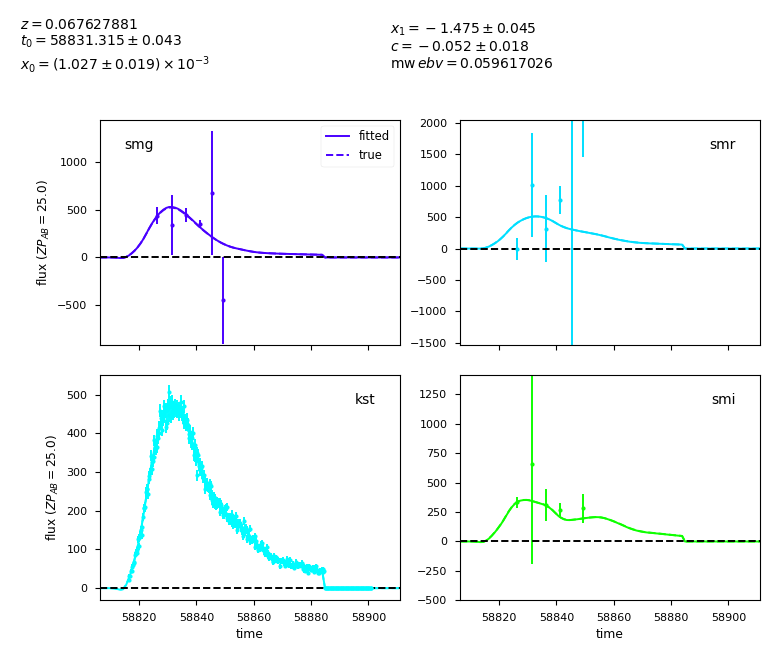 z = 0.067627881
t₀ = 58831.315 ± 0.043
x₀ = (1.027 ± 0.019) × 10⁻³
x₁ = −1.475 ± 0.045
c = −0.052 ± 0.018
mw ebv = 0.059617026
smg
fitted
true
1000
500
0
−500
flux (ZP_AB = 25.0)
smr
2000
1500
1000
500
0
−500
−1000
−1500
kst
500
400
300
200
100
0
flux (ZP_AB = 25.0)
58820 58840 58860 58880 58900
time
smi
1250
1000
750
500
250
0
−250
−500
58820 58840 58860 58880 58900
time